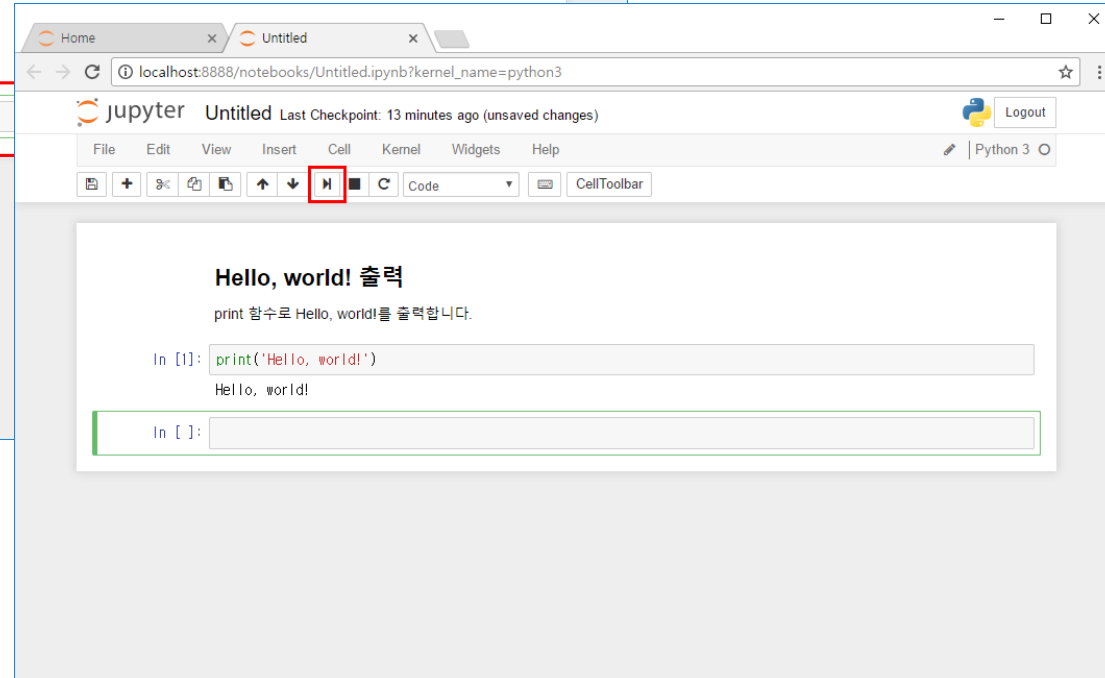 Home
Untitled
localhost:8888/notebooks/Untitled.ipynb?kernel_name=python3
jupyter Untitled Last Checkpoint: 13 minutes ago (unsaved changes) Logout
File Edit View Insert Cell Kernel Widgets Help Python 3
Code CellToolbar
Hello, world! 출력
print 함수로 Hello, world!를 출력합니다.
In [1]: print('Hello, world!')
Hello, world!
In [ ]: